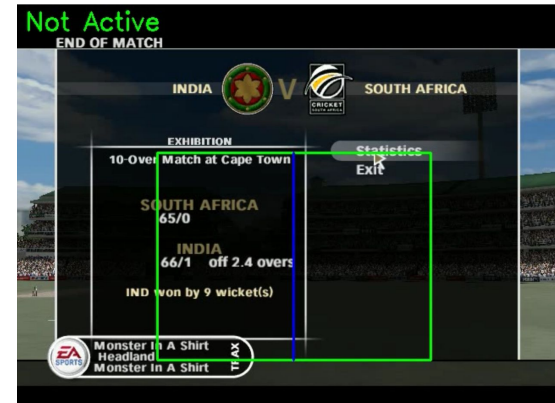 Not Active
END OF MATCH
INDIA V SOUTH AFRICA
CRICKET
SOUTH AFRICA
EXHIBITION
10-Over Match at Cape Town
Statistics
Exit
SOUTH AFRICA
65/0
INDIA
66/1 off 2.4 overs
IND won by 9 wicket(s)
EA
SPORTS
TRAX
Monster In A Shirt
Headland
Monster In A Shirt